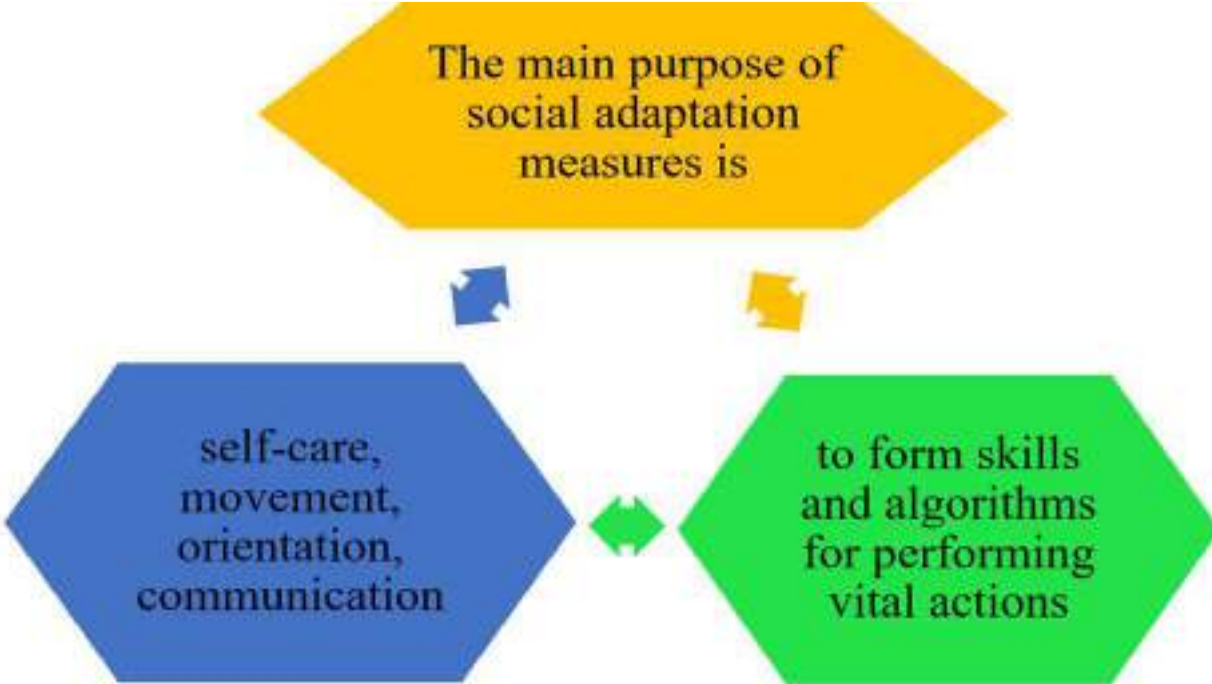 The main purpose of
social adaptation
measures is
self-care,
movement,
orientation,
communication
to form skills
and algorithms
for performing
vital actions